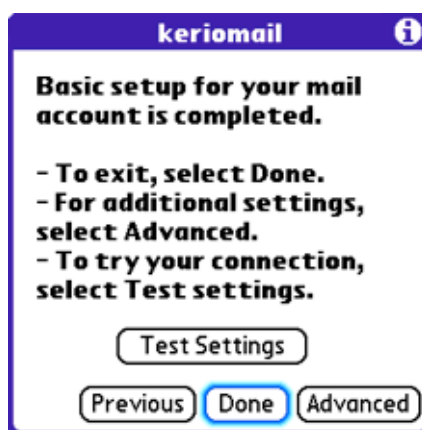 keriomail
Basic setup for your mail
account is completed.
- To exit, select Done.
- For additional settings,
select Advanced.
- To try your connection,
select Test settings.
Test Settings
Previous Done Advanced